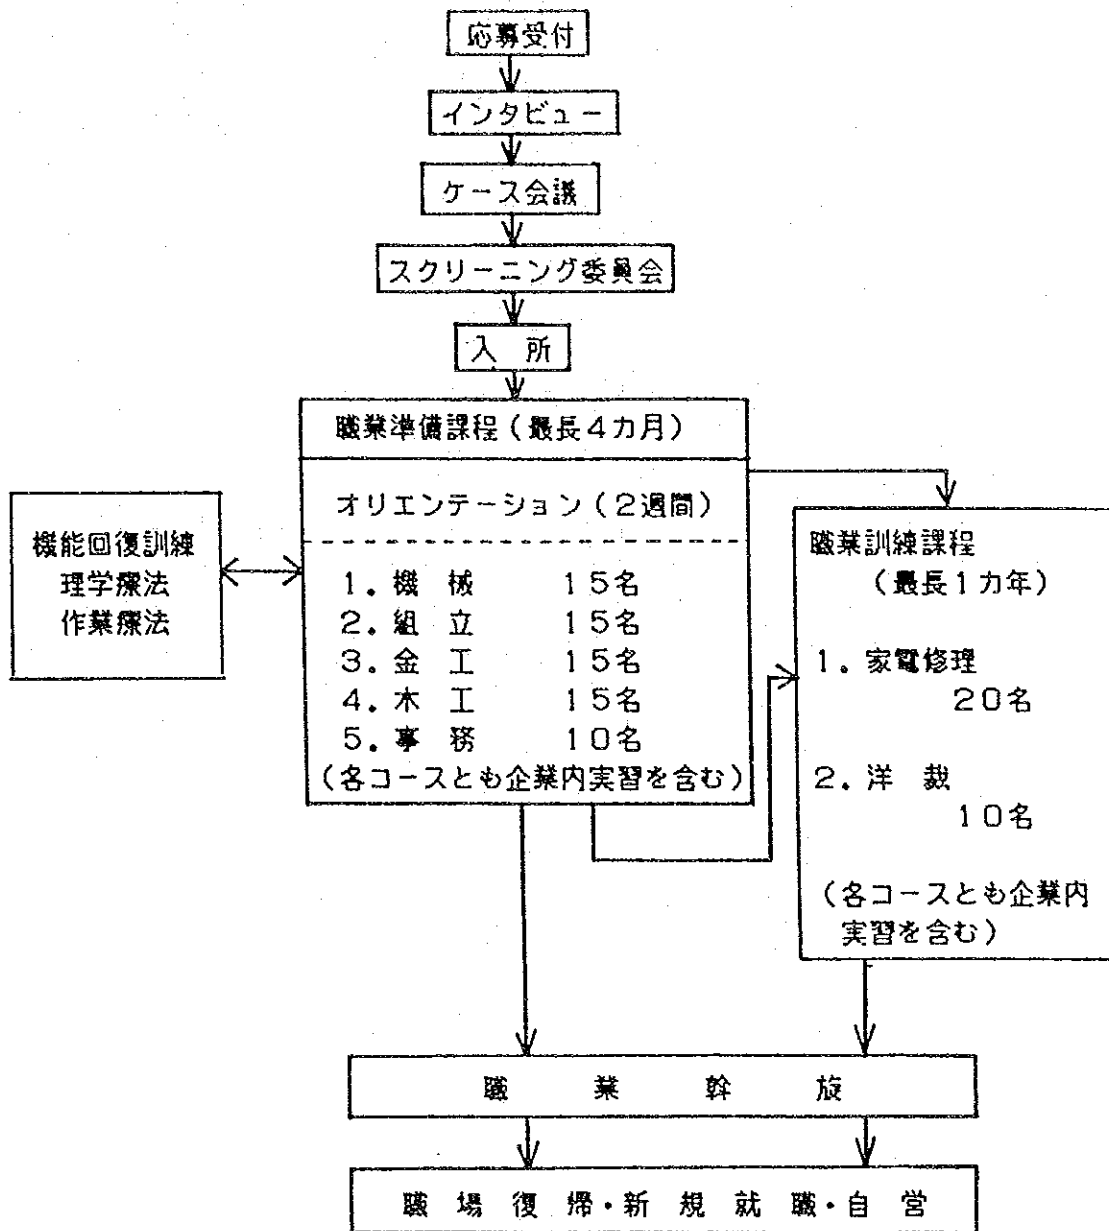 応募受付
インタビュー
ケース会議
スクリーニング委員会
入 所
職業準備課程(最長4カ月)
オリエンテーション(2週間)
1.機 械 15名
2.組 立 15名
3.金 工 15名
4.木 工 15名
5.事 務 10名
(各コースとも企業内実習を含む)
機能回復訓練
理学療法
作業療法
職業訓練課程
(最長1カ年)
1.家電修理
20名
2.洋 裁
10名
(各コースとも企業内
実習を含む)
職 業 幹 旋
職 場 復 帰・新 規 就 職・自 営